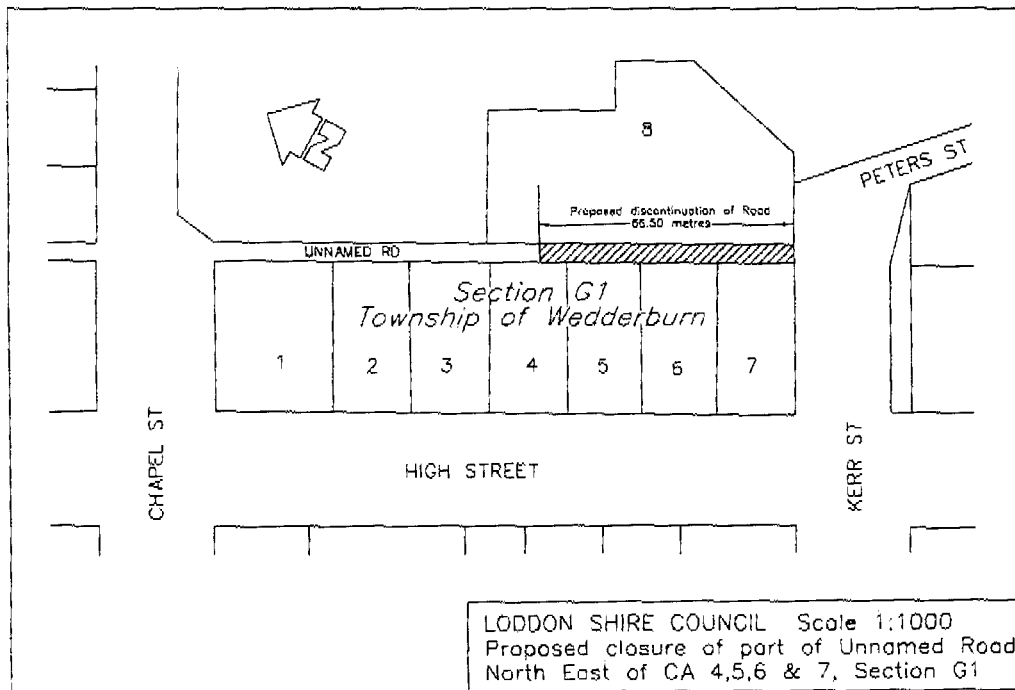 N
8
PETERS ST
Proposed discontinuation of Road
66.50 metres
UNNAMED RD
Section G1
Township of Wedderburn
1 2 3 4 5 6 7
CHAPEL ST
HIGH STREET
KERR ST
LODDON SHIRE COUNCIL Scale 1:1000
Proposed closure of part of Unnamed Road
North East of CA 4,5,6 & 7, Section G1